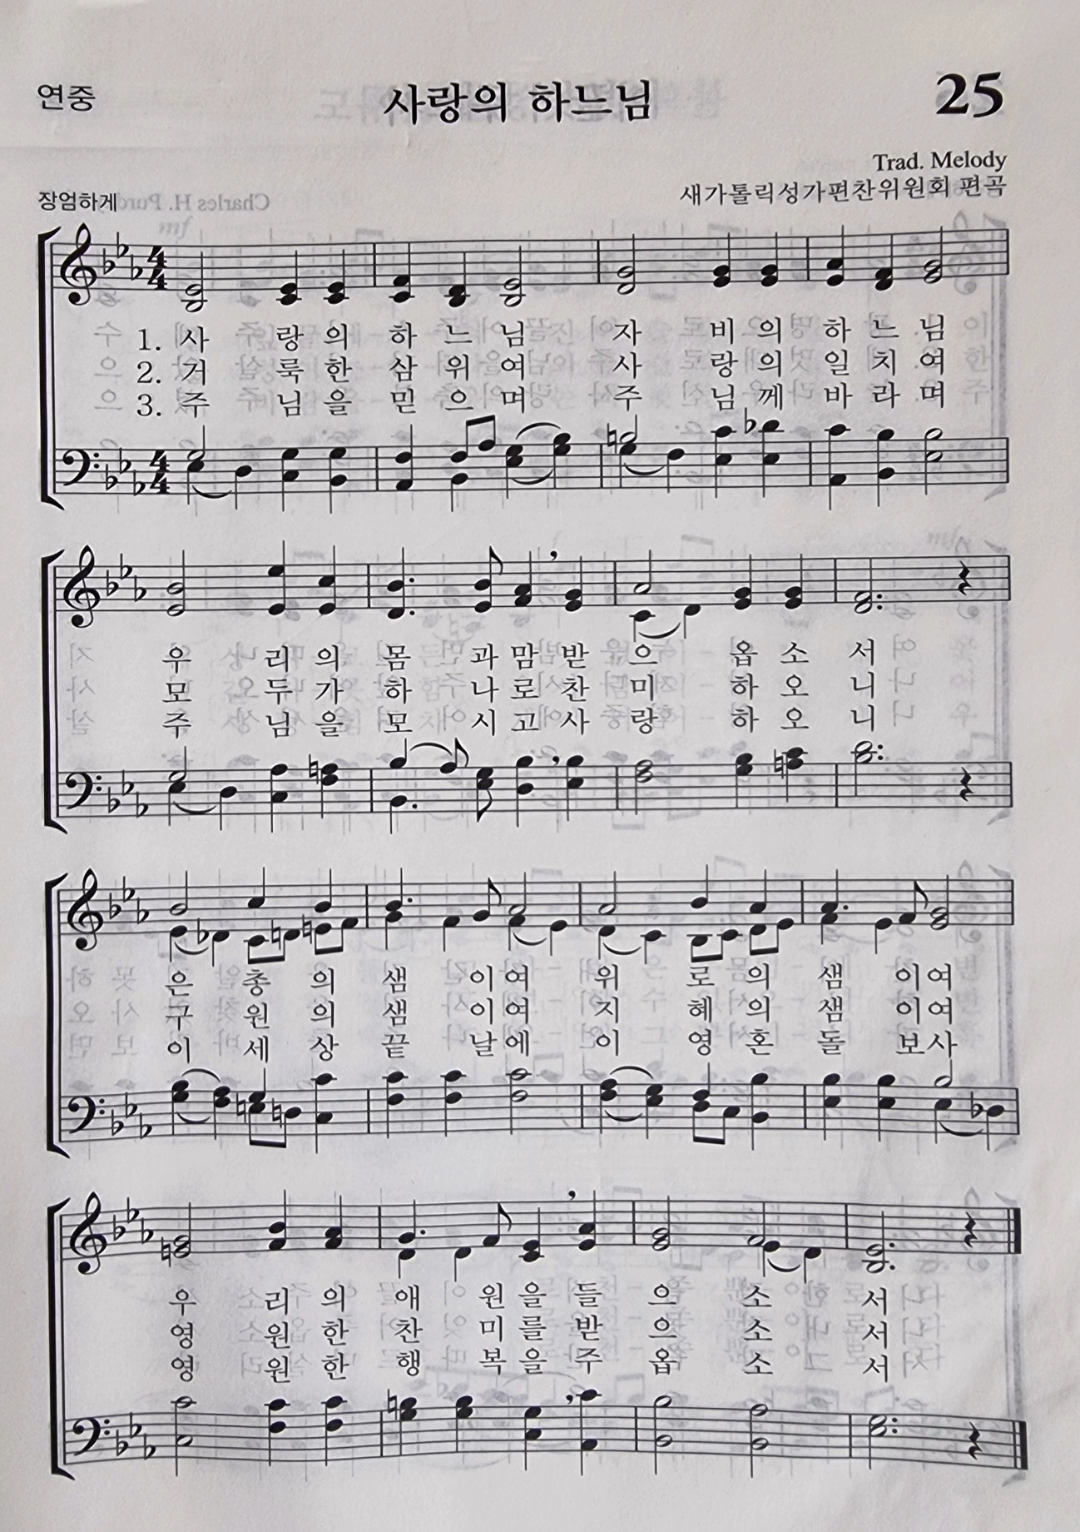 연중
사랑의 하느님
25
Trad. Melody
장엄하게
새가톨릭성가편찬위원회 편곡
1. 사 랑의 하 느 님 자 비 의 하 느 님
2. 거 룩 한 삼 위 여 사 랑 의 일 치 여
3. 주 님 을 믿 으 며 주 님 께 바 라 며
우 리 의 몸 과 맘 받 으 옵 소 서
모 두 가 하 나 로 찬 미 하 오 니
주 님 을 모 시 고 사 랑 하 오 니
은 총 의 샘 이 여 위 로 의 샘 이 여
구 원 의 샘 이 여 지 혜 의 샘 이 여
이 세 상 끝 날 에 이 영 혼 돌 보 사
우 리 의 애 원 을 들 으 소 서
영 원 한 찬 미 를 받 으 소 서
영 원 한 행 복 을 주 옵 소 서